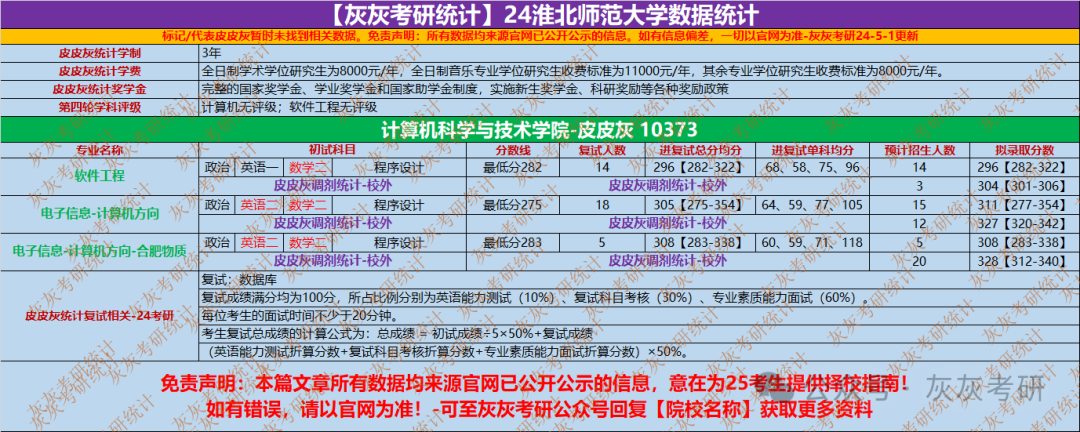 【灰灰考研统计】24淮北师范大学数据统计
标记/代表皮皮灰暂时未找到相关数据。免责声明：所有数据均来源官网已公开公示的信息。如有信息偏差，一切以官网为准-灰灰考研24-5-1更新
皮皮灰统计学制 3年
皮皮灰统计学费 全日制学术学位研究生为8000元/年，全日制音乐专业学位研究生收费标准为11000元/年，其余专业学位研究生收费标准为8000元/年。
皮皮灰统计奖学金 完整的国家奖学金、学业奖学金和国家助学金制度，实施新生奖学金、科研奖励等各种奖励政策
第四轮学科评级 计算机无评级；软件工程无评级
计算机科学与技术学院-皮皮灰 10373
专业名称 初试科目 分数线 复试人数 进复试总分均分 进复试单科均分 预计招生人数 拟录取分数
软件工程 政治 英语一 数学二 程序设计 最低分282 14 296【282-322】 68、58、75、96 14 296【282-322】
皮皮灰调剂统计-校外 皮皮灰调剂统计-校外 3 304【301-306】
电子信息-计算机方向 政治 英语二 数学二 程序设计 最低分275 18 305【275-354】 64、59、77、105 15 311【277-354】
皮皮灰调剂统计-校外 皮皮灰调剂统计-校外 12 327【320-342】
电子信息-计算机方向-合肥物质 政治 英语二 数学二 程序设计 最低分283 5 308【283-338】 60、59、71、118 5 308【283-338】
皮皮灰调剂统计-校外 皮皮灰调剂统计-校外 20 328【312-340】
皮皮灰统计复试相关-24考研
复试：数据库
复试成绩满分均为100分，所占比例分别为英语能力测试（10%）、复试科目考核（30%）、专业素质能力面试（60%）。
每位考生的面试时间不少于20分钟。
考生复试总成绩的计算公式为：总成绩 = 初试成绩÷5×50%+复试成绩
（英语能力测试折算分数+复试科目考核折算分数+专业素质能力面试折算分数）×50%。
免责声明：本篇文章所有数据均来源官网已公开公示的信息，意在为25考生提供择校指南！
如有错误，请以官网为准！-可至灰灰考研公众号回复【院校名称】获取更多资料
公众号 灰灰考研
灰灰考研统计